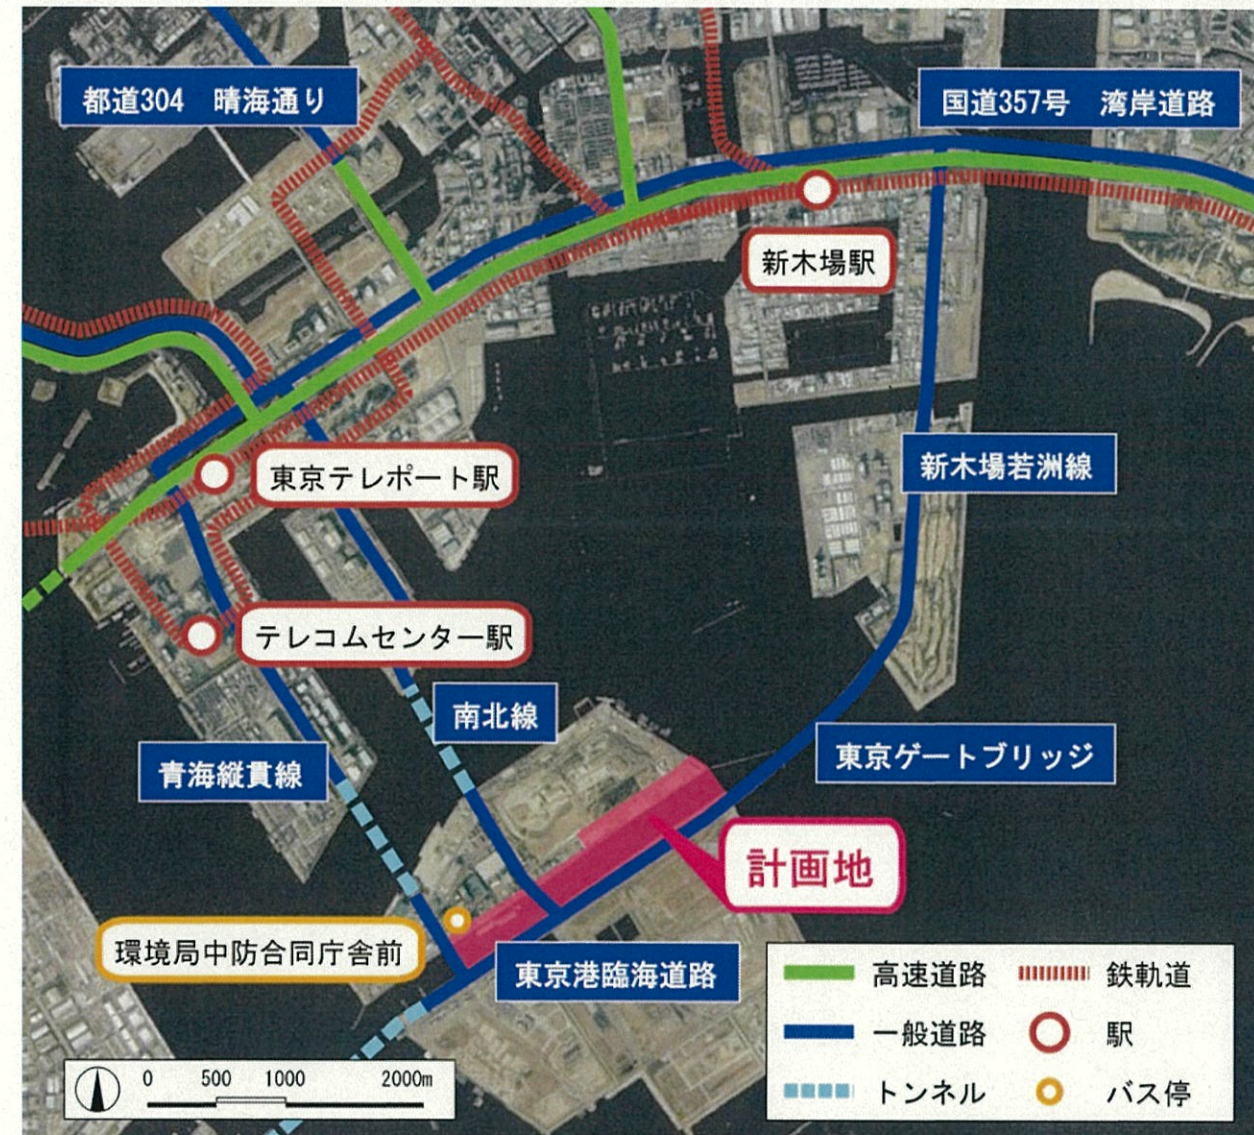 都道304 晴海通り
国道357号 湾岸道路
新木場駅
東京テレポート駅
新木場若洲線
テレコムセンター駅
南北線
青海縦貫線
東京ゲートブリッジ
計画地
環境局中防合同庁舎前
東京港臨海道路
高速道路 鉄軌道
一般道路 駅
トンネル バス停
0 500 1000 2000m